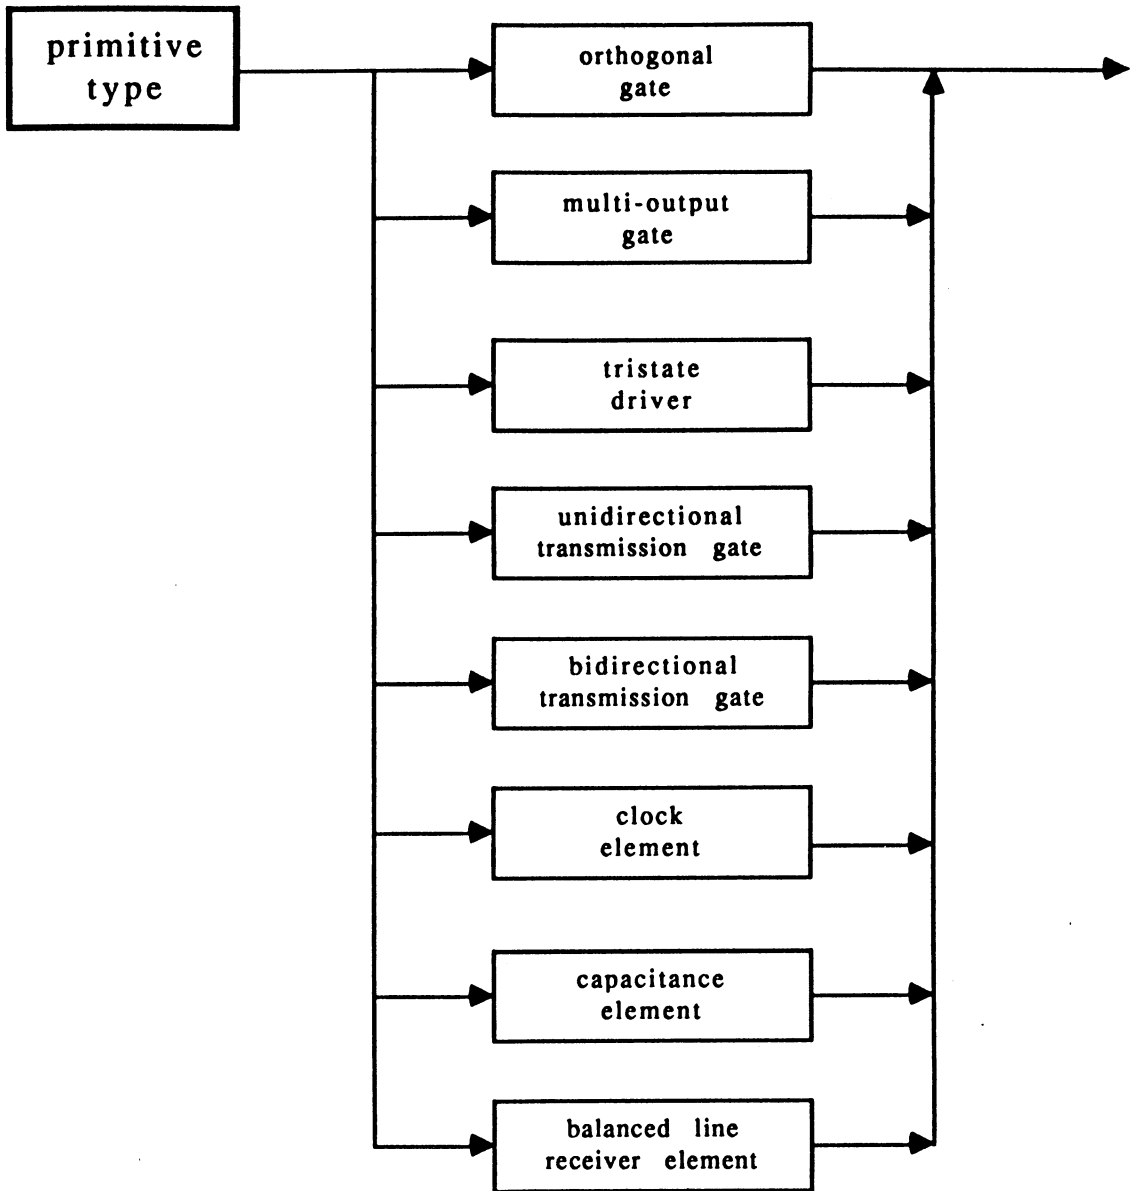 primitive
type
orthogonal
gate
multi-output
gate
tristate
driver
unidirectional
transmission gate
bidirectional
transmission gate
clock
element
capacitance
element
balanced line
receiver element